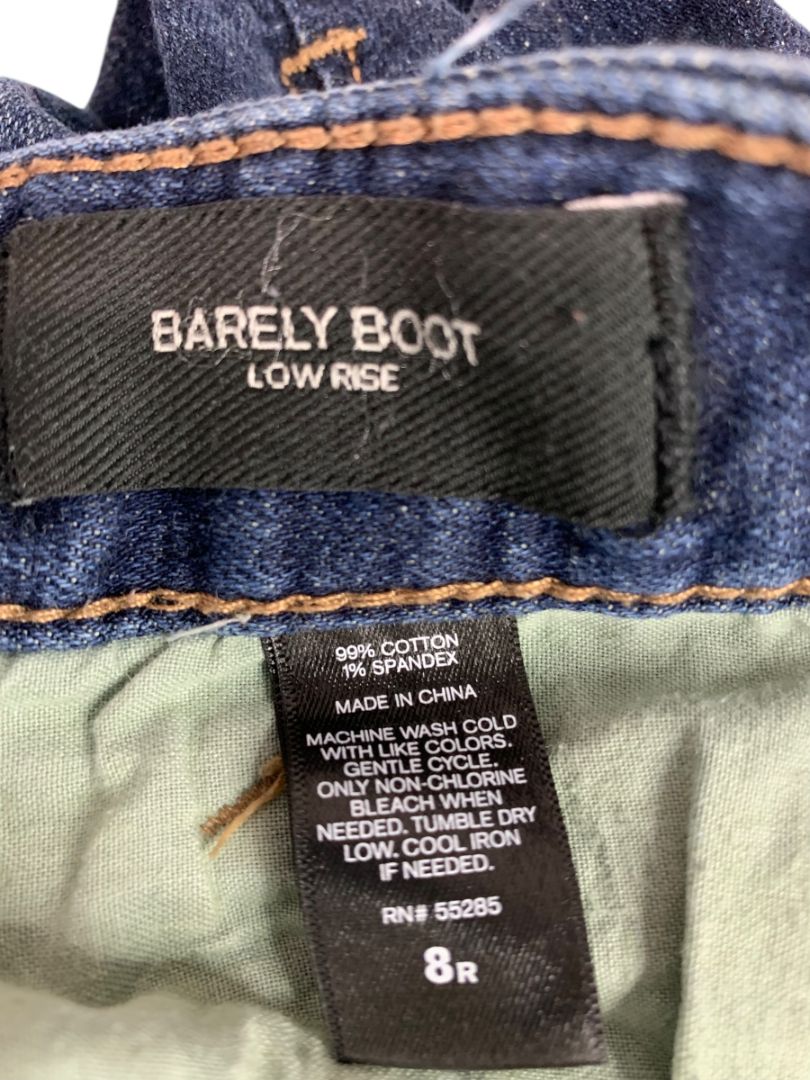 BARELY BOOT
LOW RISE
99% COTTON
1% SPANDEX
MADE IN CHINA
MACHINE WASH COLD
WITH LIKE COLORS.
GENTLE CYCLE.
ONLY NON-CHLORINE
BLEACH WHEN
NEEDED. TUMBLE DRY
LOW. COOL IRON
IF NEEDED.
RN# 55285
8R